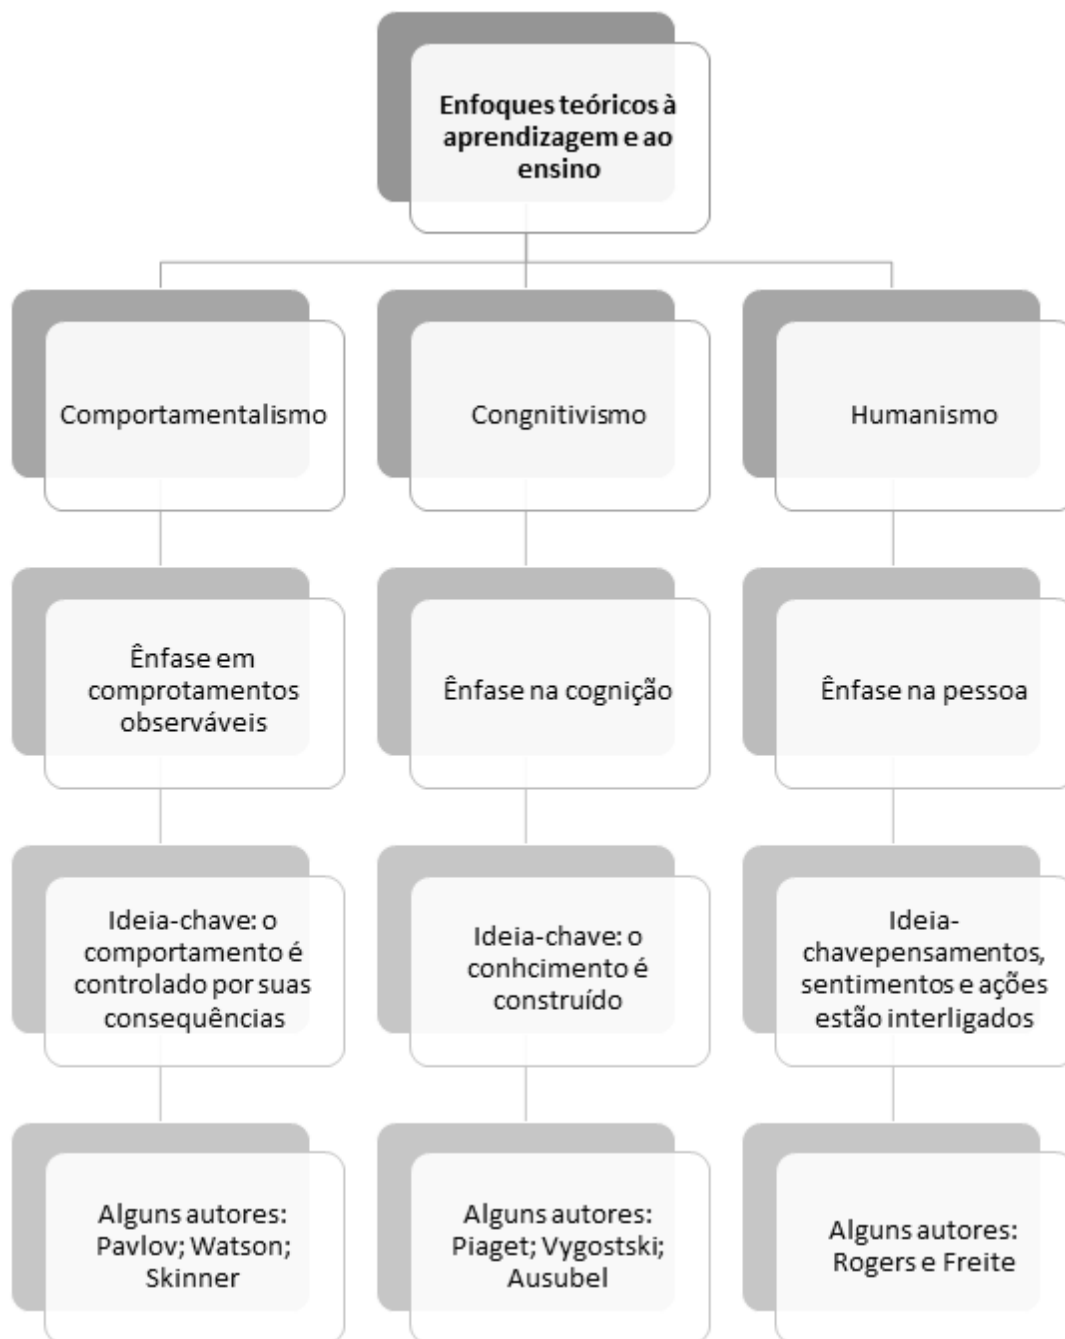 Enfoques teóricos à
aprendizagem e ao
ensino
Comportamentalismo
Congnitivismo
Humanismo
Ênfase em
comprotamentos
observáveis
Ênfase na cognição
Ênfase na pessoa
Ideia-chave: o
comportamento é
controlado por suas
consequências
Ideia-chave: o
conhcimento é
construído
Ideia-
chavepensamentos,
sentimentos e ações
estão interligados
Alguns autores:
Pavlov; Watson;
Skinner
Alguns autores:
Piaget; Vygostski;
Ausubel
Alguns autores:
Rogers e Freite